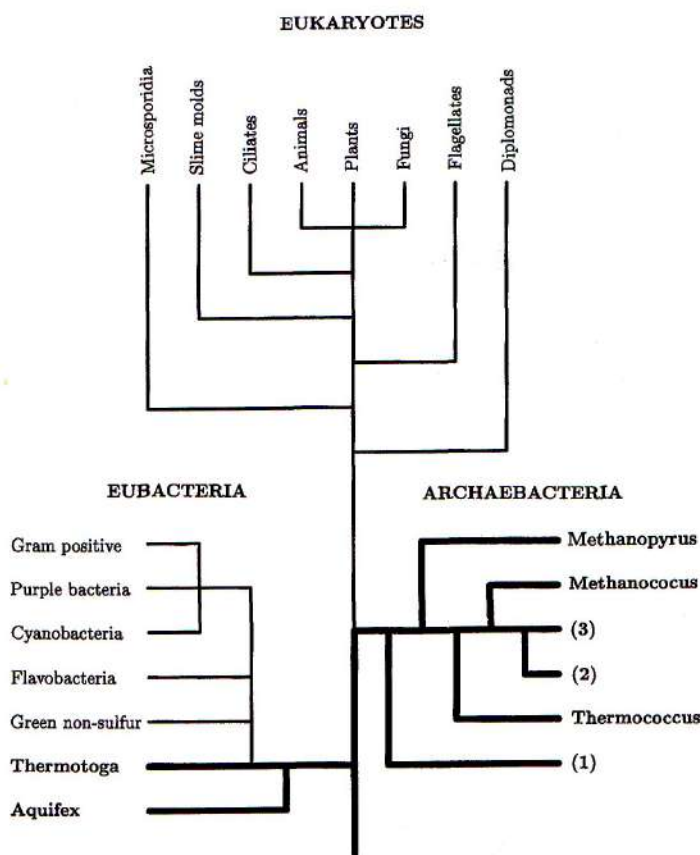 EUKARYOTES
Microsporidia
Slime molds
Ciliates
Animals
Plants
Fungi
Flagellates
Diplomonads
EUBACTERIA
Gram positive
Purple bacteria
Cyanobacteria
Flavobacteria
Green non-sulfur
Thermotoga
Aquifex
ARCHAEBACTERIA
Methanopyrus
Methanococus
(3)
(2)
Thermococcus
(1)